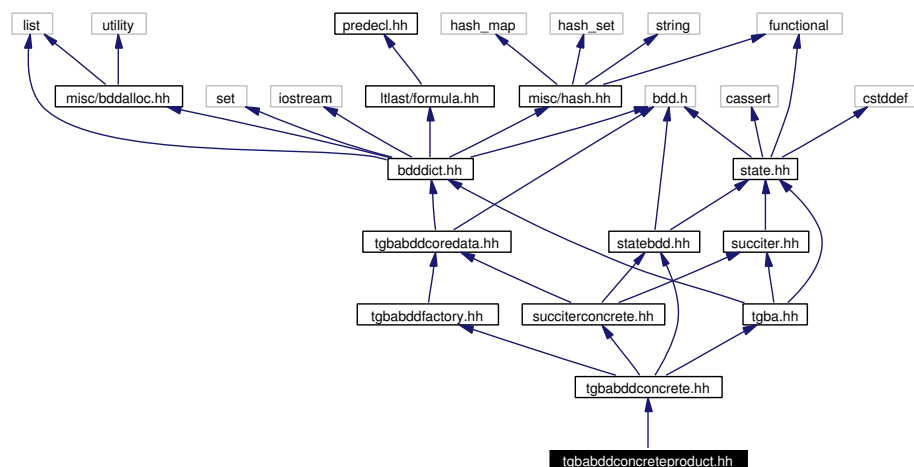 list
utility
predecl.hh
hash_map
hash_set
string
functional
misc/bddalloc.hh
set
iostream
ltlast/formula.hh
misc/hash.hh
bdd.h
cassert
cstddef
bdddict.hh
state.hh
tgbabddcoredata.hh
statebdd.hh
succiter.hh
tgbabddfactory.hh
succiterconcrete.hh
tgba.hh
tgbabddconcrete.hh
tgbabddconcreteproduct.hh